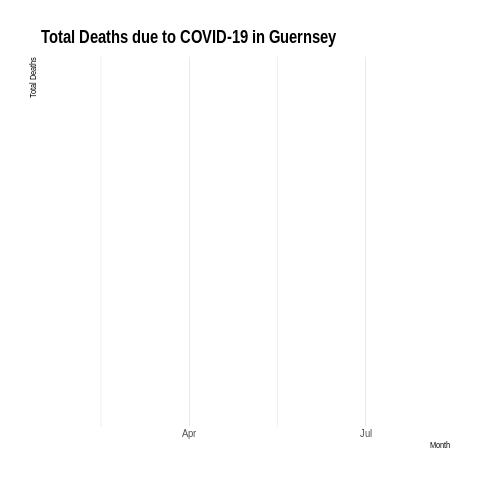 Total Deaths due to COVID-19 in Guernsey
Total Deaths
Apr
Jul
Month